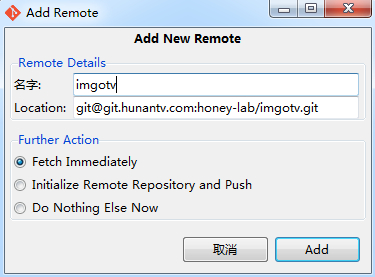 Add Remote
Add New Remote
Remote Details
名字: imgotv
Location: git@git.hunantv.com:honey-lab/imgotv.git
Further Action
Fetch Immediately
Initialize Remote Repository and Push
Do Nothing Else Now
取消 Add